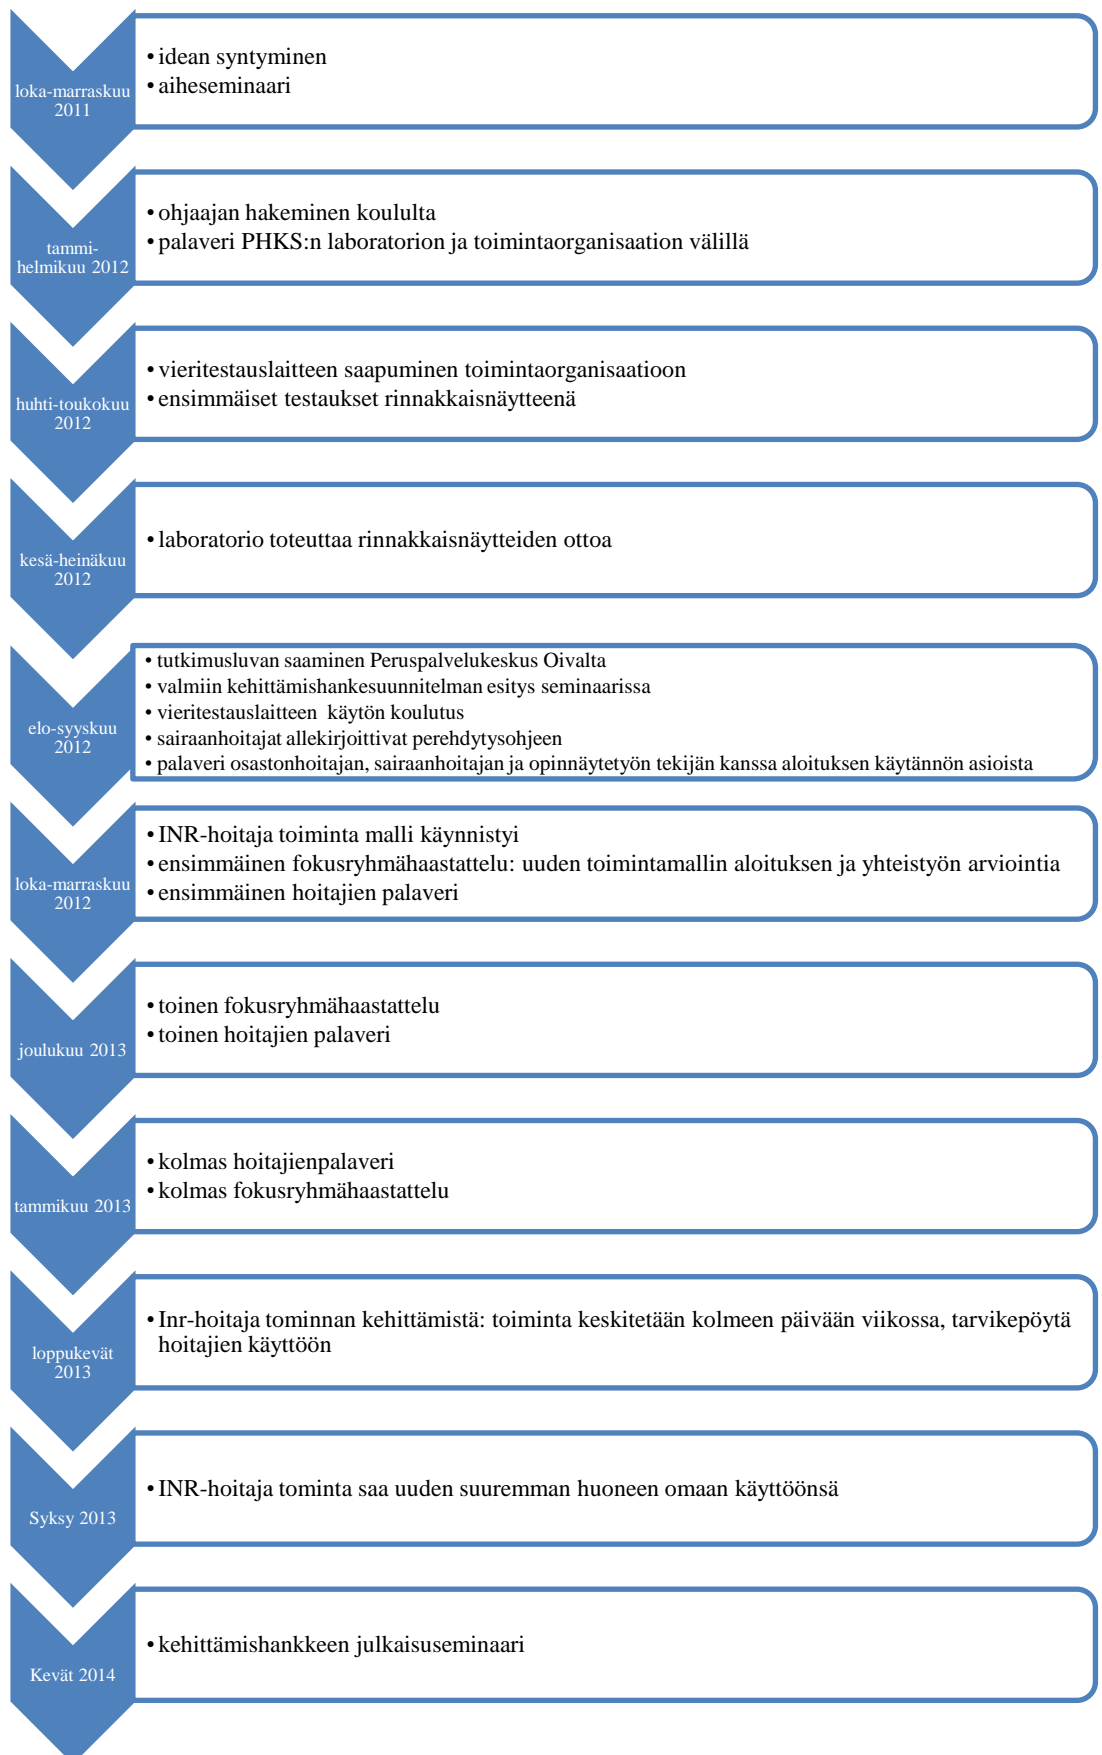 loka-marraskuu
2011
• idean syntyminen
• aiheseminaari
tammi-
helmikuu 2012
• ohjaajan hakeminen koululta
• palaveri PHKS:n laboratorion ja toimintaorganisaation välillä
huhti-toukokuu
2012
• vieritestauslaitteen saapuminen toimintaorganisaatioon
• ensimmäiset testaukset rinnakkaisnäytteenä
kesä-heinäkuu
2012
• laboratorio toteuttaa rinnakkaisnäytteiden ottoa
elo-syyskuu
2012
• tutkimusluvan saaminen Peruspalvelukeskus Oivalta
• valmiin kehittämishankesuunnitelman esitys seminaarissa
• vieritestauslaitteen käytön koulutus
• sairaanhoitajat allekirjoittivat perehdytysohjeen
• palaveri osastonhoitajan, sairaanhoitajan ja opinnäytetyön tekijän kanssa aloituksen käytännön asioista
loka-marraskuu
2012
• INR-hoitaja toiminta malli käynnistyi
• ensimmäinen fokusryhmähaastattelu: uuden toimintamallin aloituksen ja yhteistyön arviointia
• ensimmäinen hoitajien palaveri
joulukuu 2013
• toinen fokusryhmähaastattelu
• toinen hoitajien palaveri
tammikuu 2013
• kolmas hoitajienpalaveri
• kolmas fokusryhmähaastattelu
loppukevät
2013
• Inr-hoitaja tominnan kehittämistä: toiminta keskitetään kolmeen päivään viikossa, tarvikepöytä
hoitajien käyttöön
Syksy 2013
• INR-hoitaja tominta saa uuden suuremman huoneen omaan käyttöönsä
Kevät 2014
• kehittämishankkeen julkaisuseminaari